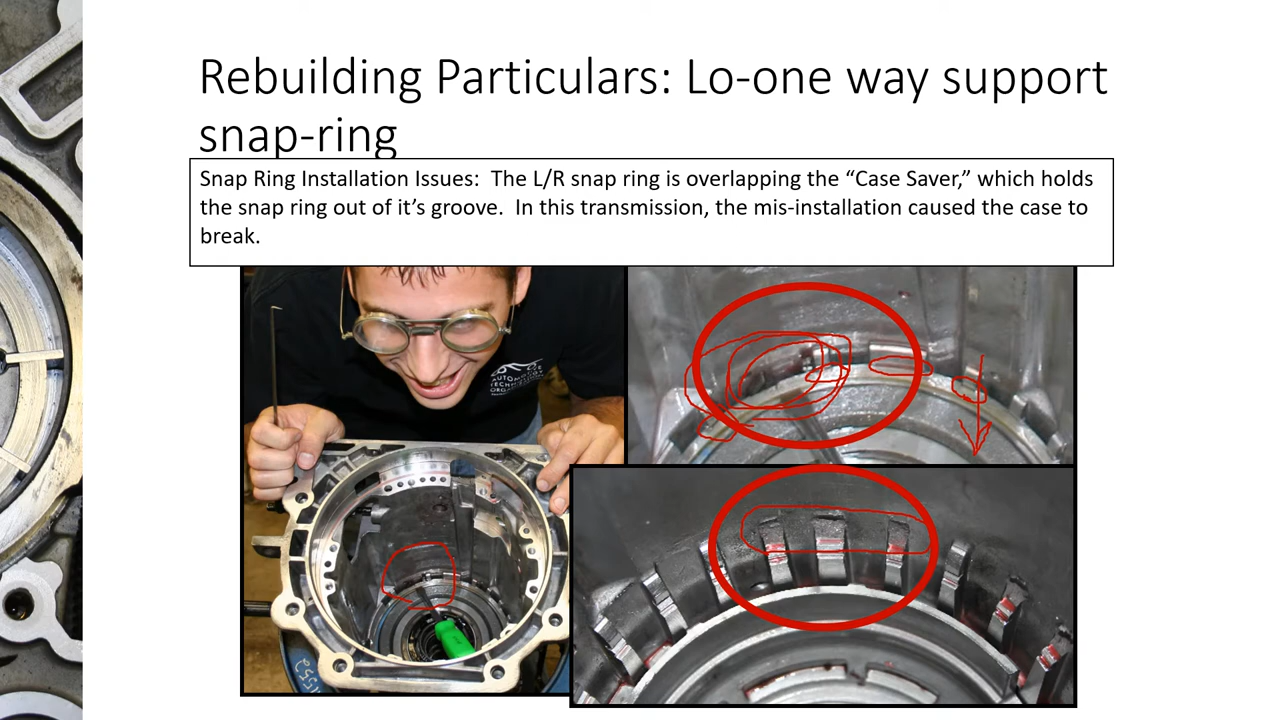 Rebuilding Particulars: Lo-one way support
snap-ring
Snap Ring Installation Issues:  The L/R snap ring is overlapping the “Case Saver,” which holds
the snap ring out of it’s groove.  In this transmission, the mis-installation caused the case to
break.